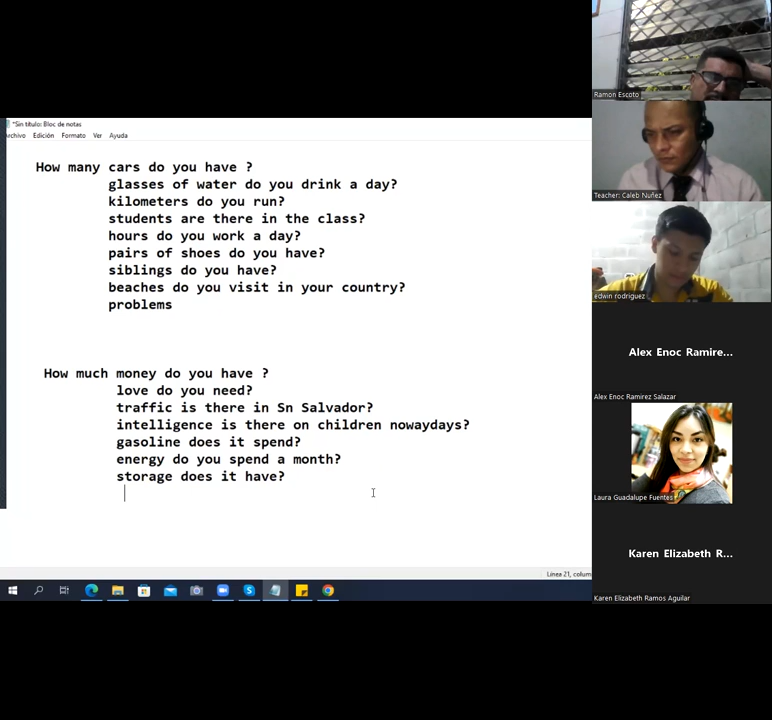 *Sin título: Bloc de notas
Archivo Edición Formato Ver Ayuda
How many cars do you have ?
glasses of water do you drink a day?
kilometers do you run?
students are there in the class?
hours do you work a day?
pairs of shoes do you have?
siblings do you have?
beaches do you visit in your country?
problems
How much money do you have ?
love do you need?
traffic is there in Sn Salvador?
intelligence is there on children nowaydays?
gasoline does it spend?
energy do you spend a month?
storage does it have?
Línea 21, colum
Ramon Escoto
Teacher: Caleb Nuñez
edwin rodriguez
Alex Enoc Ramire...
Alex Enoc Ramirez Salazar
Laura Guadalupe Fuentes
Karen Elizabeth R...
Karen Elizabeth Ramos Aguilar